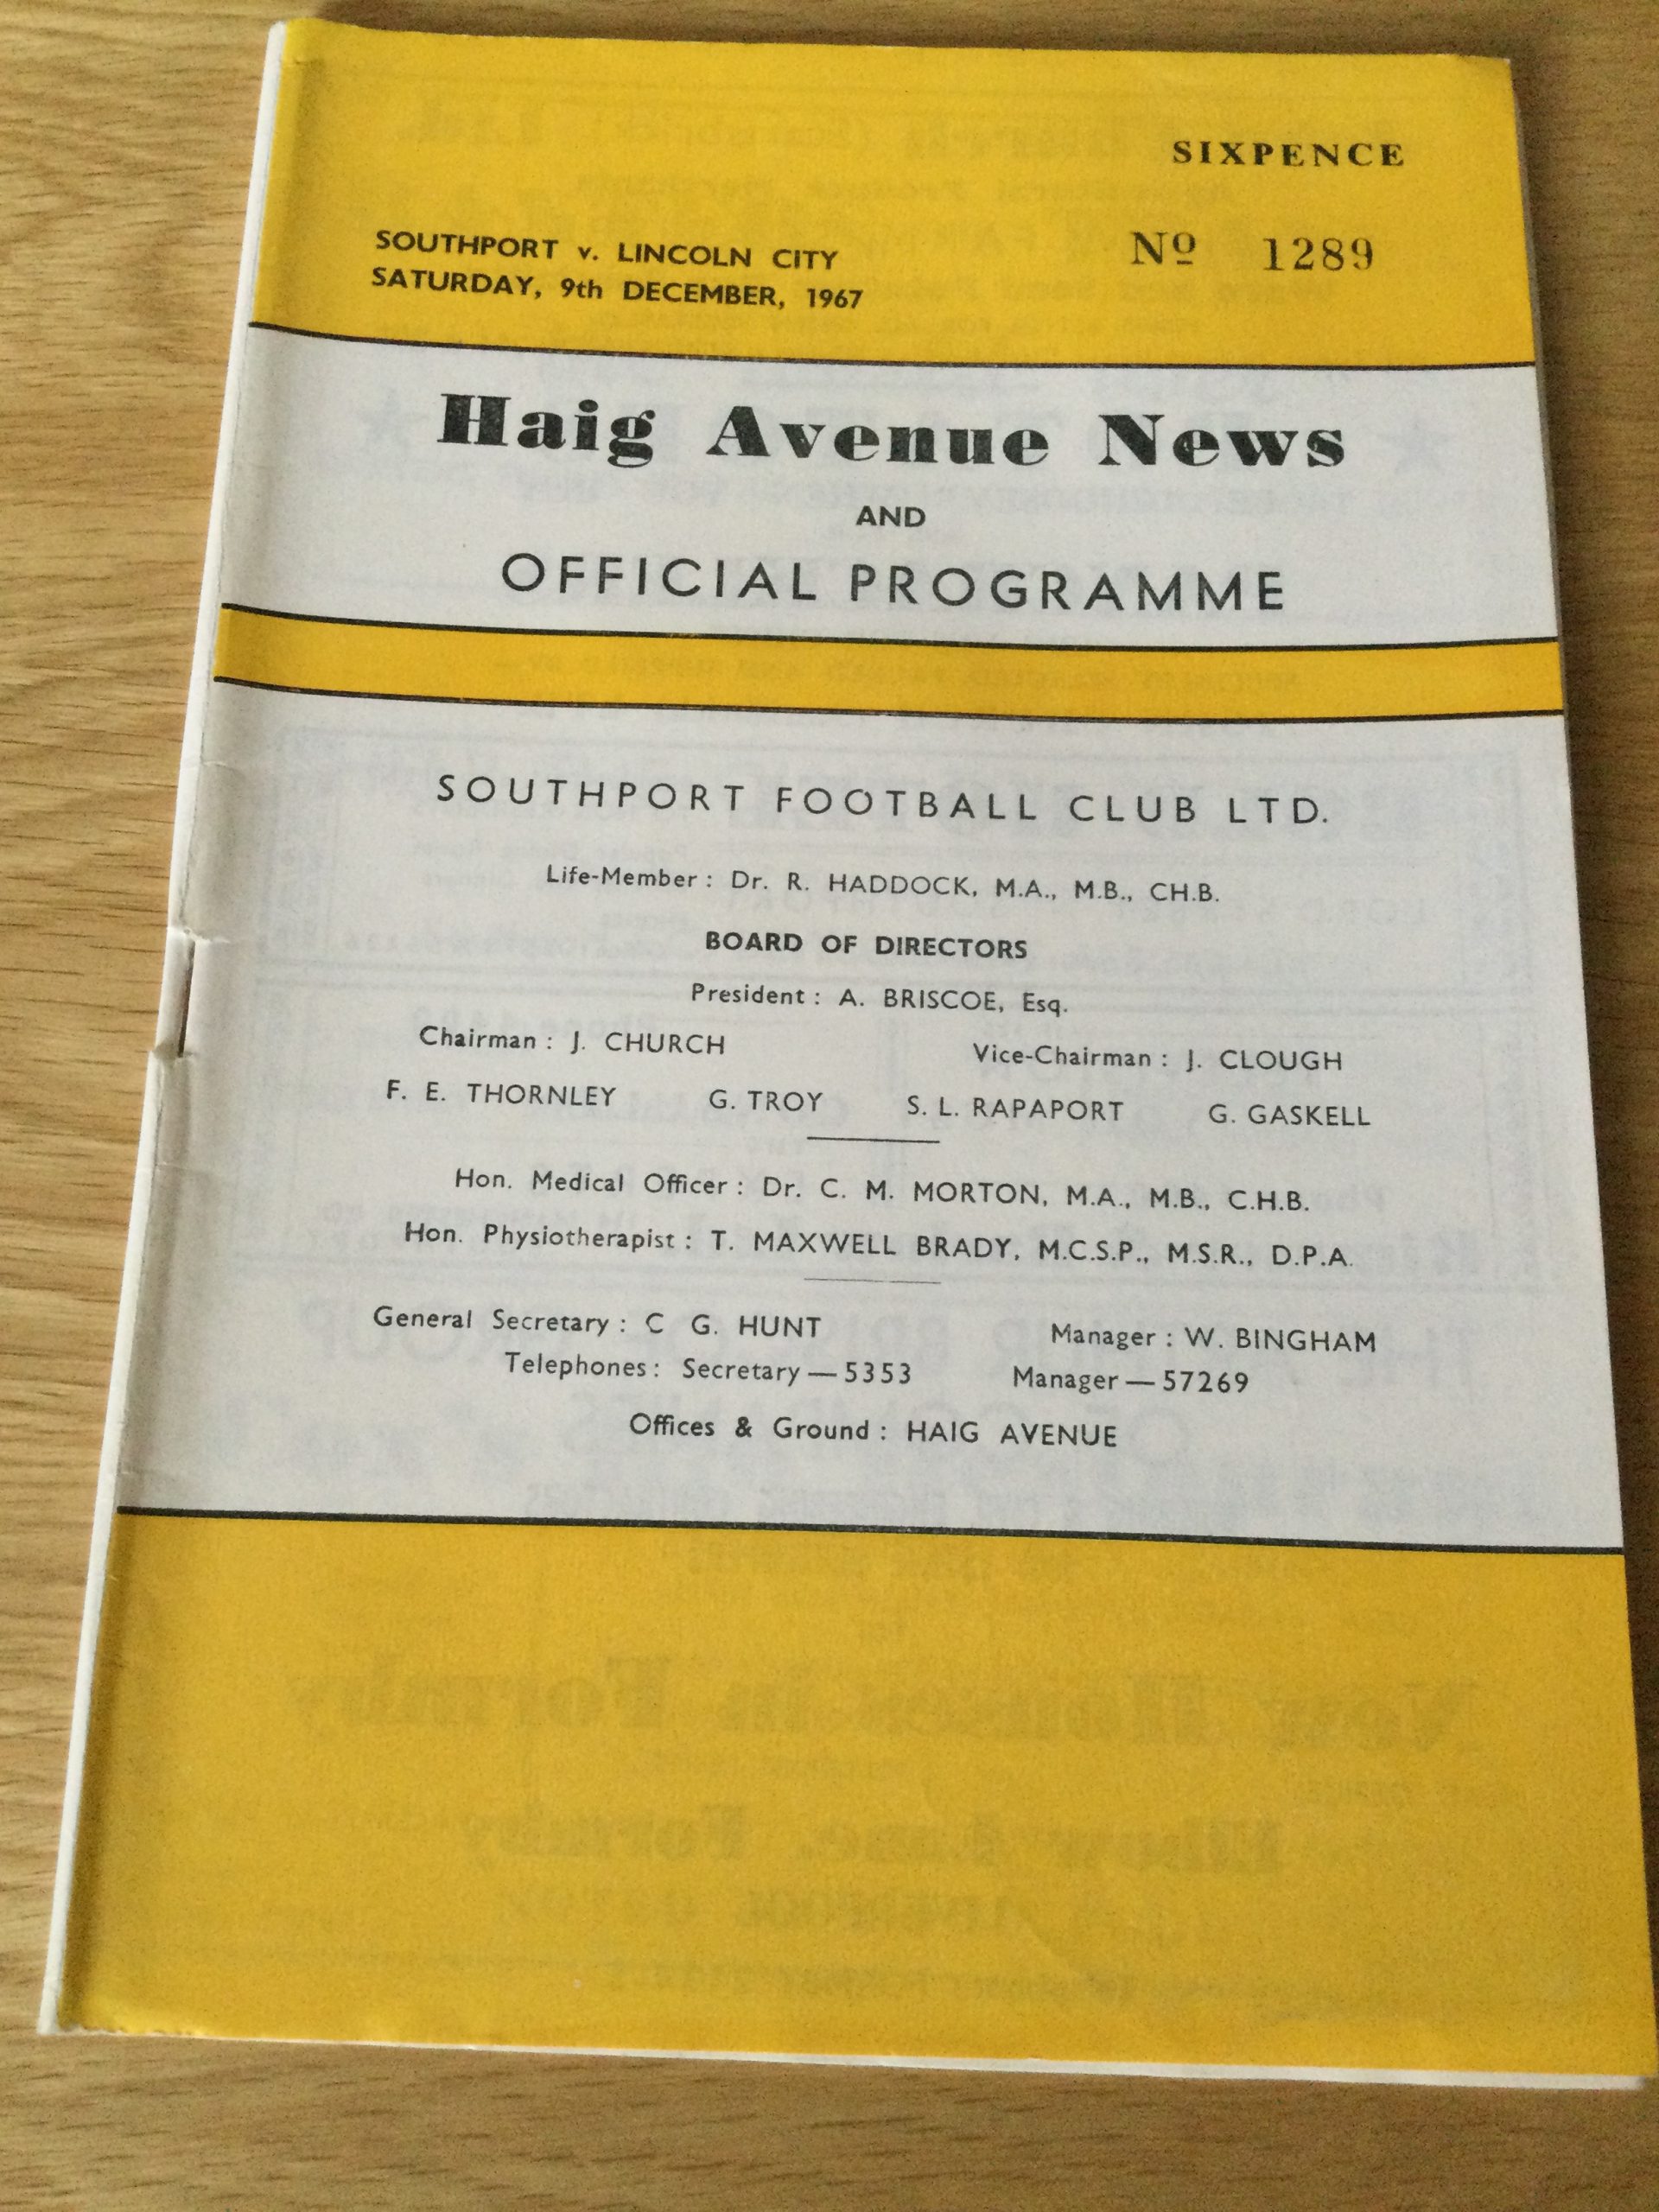 SIXPENCE
SOUTHPORT v. LINCOLN CITY
SATURDAY, 9th DECEMBER, 1967
Nº 1289
Haig Avenue News
AND
OFFICIAL PROGRAMME
SOUTHPORT FOOTBALL CLUB LTD.
Life-Member : Dr. R. HADDOCK, M.A., M.B., CH.B.
BOARD OF DIRECTORS
President : A. BRISCOE, Esq.
Chairman : J. CHURCH Vice-Chairman : J. CLOUGH
F. E. THORNLEY G. TROY S. L. RAPAPORT G. GASKELL
Hon. Medical Officer : Dr. C. M. MORTON, M.A., M.B., C.H.B.
Hon. Physiotherapist : T. MAXWELL BRADY, M.C.S.P., M.S.R., D.P.A.
General Secretary : C G. HUNT Manager : W. BINGHAM
Telephones : Secretary — 5353 Manager — 57269
Offices & Ground : HAIG AVENUE